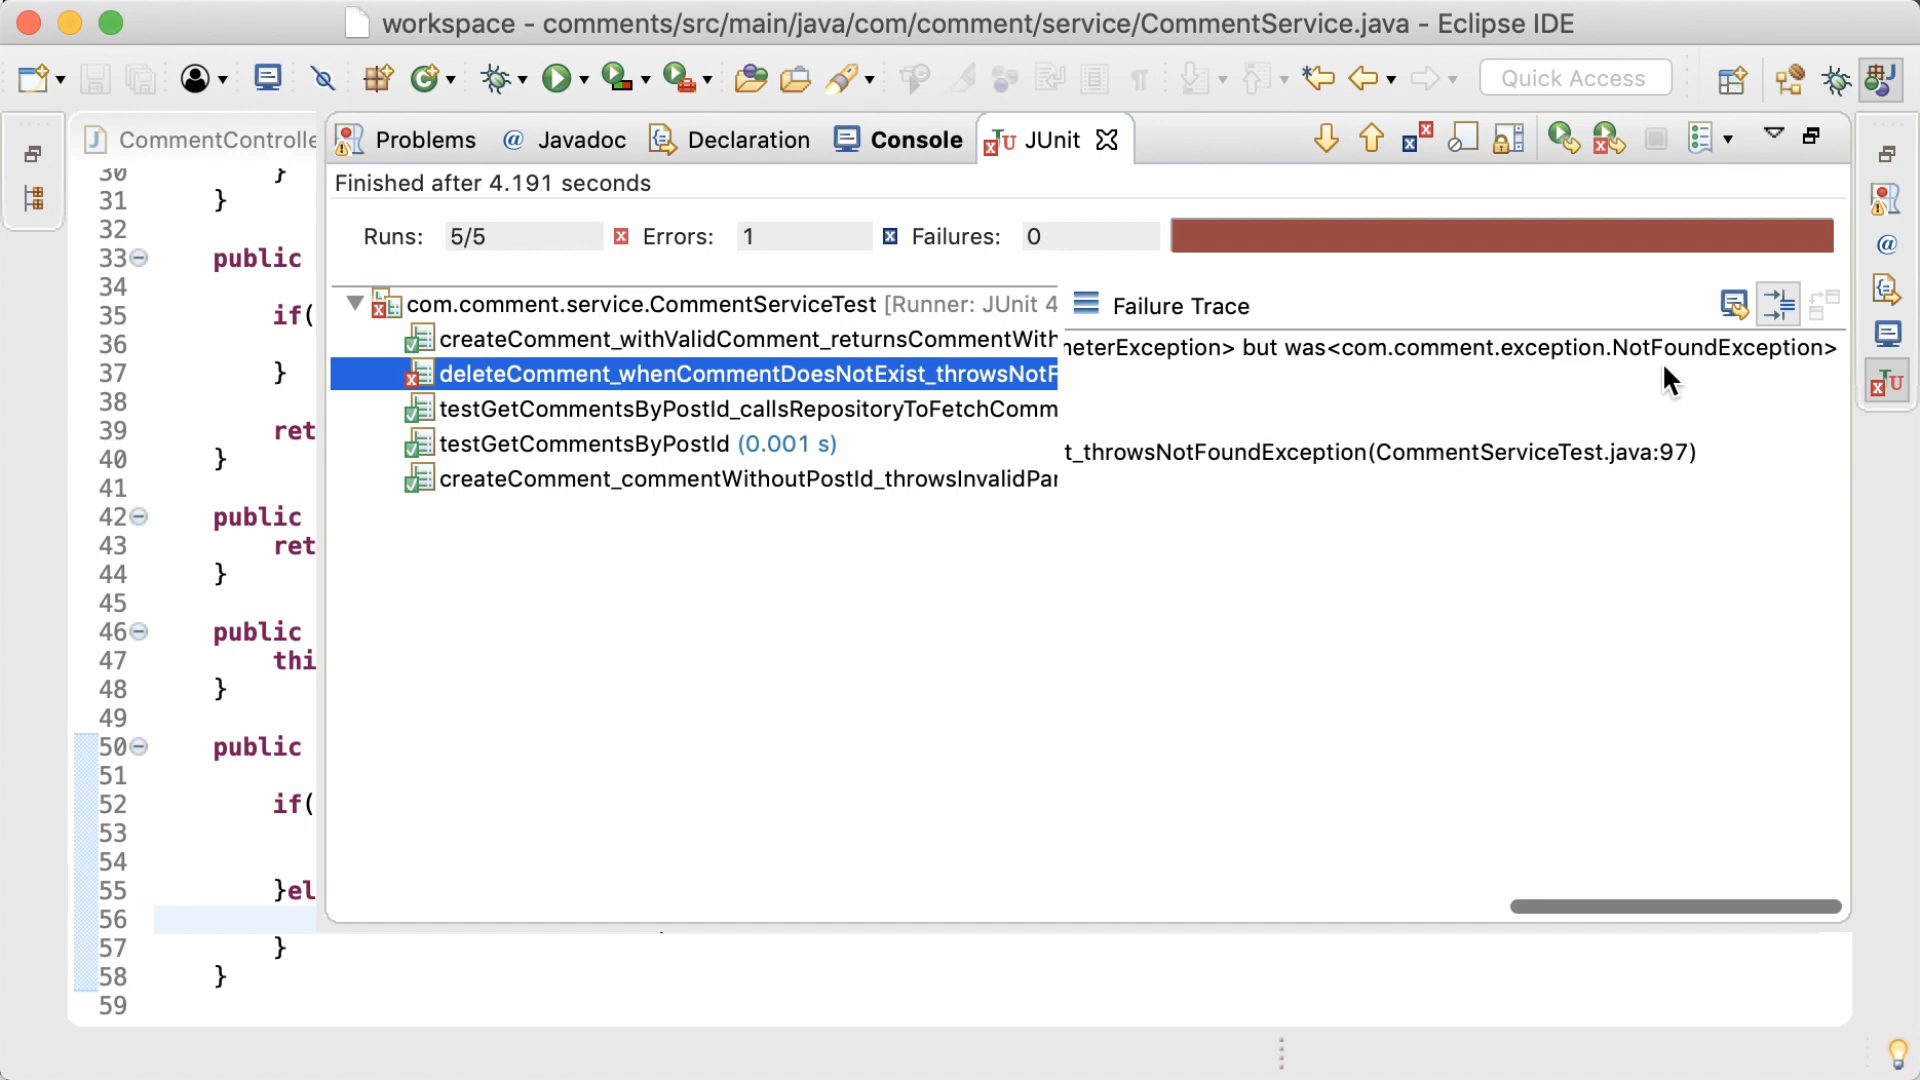 workspace - comments/src/main/java/com/comment/service/CommentService.java - Eclipse IDE
Quick Access
CommentControlle
Problems
@ Javadoc
Declaration
Console
JUnit
Finished after 4.191 seconds
Runs: 5/5
Errors: 1
Failures: 0
com.comment.service.CommentServiceTest [Runner: JUnit 4
createComment_withValidComment_returnsCommentWith
deleteComment_whenCommentDoesNotExist_throwsNotF
testGetCommentsByPostId_callsRepositoryToFetchComm
testGetCommentsByPostId (0.001 s)
createComment_commentWithoutPostId_throwsInvalidPar
Failure Trace
neterException> but was<com.comment.exception.NotFoundException>
t_throwsNotFoundException(CommentServiceTest.java:97)
30 }
31 }
32
33 public
34
35 if(
36
37 }
38
39 ret
40 }
41
42 public
43 ret
44 }
45
46 public
47 thi
48 }
49
50 public
51
52 if(
53
54
55 }el
56
57 }
58 }
59